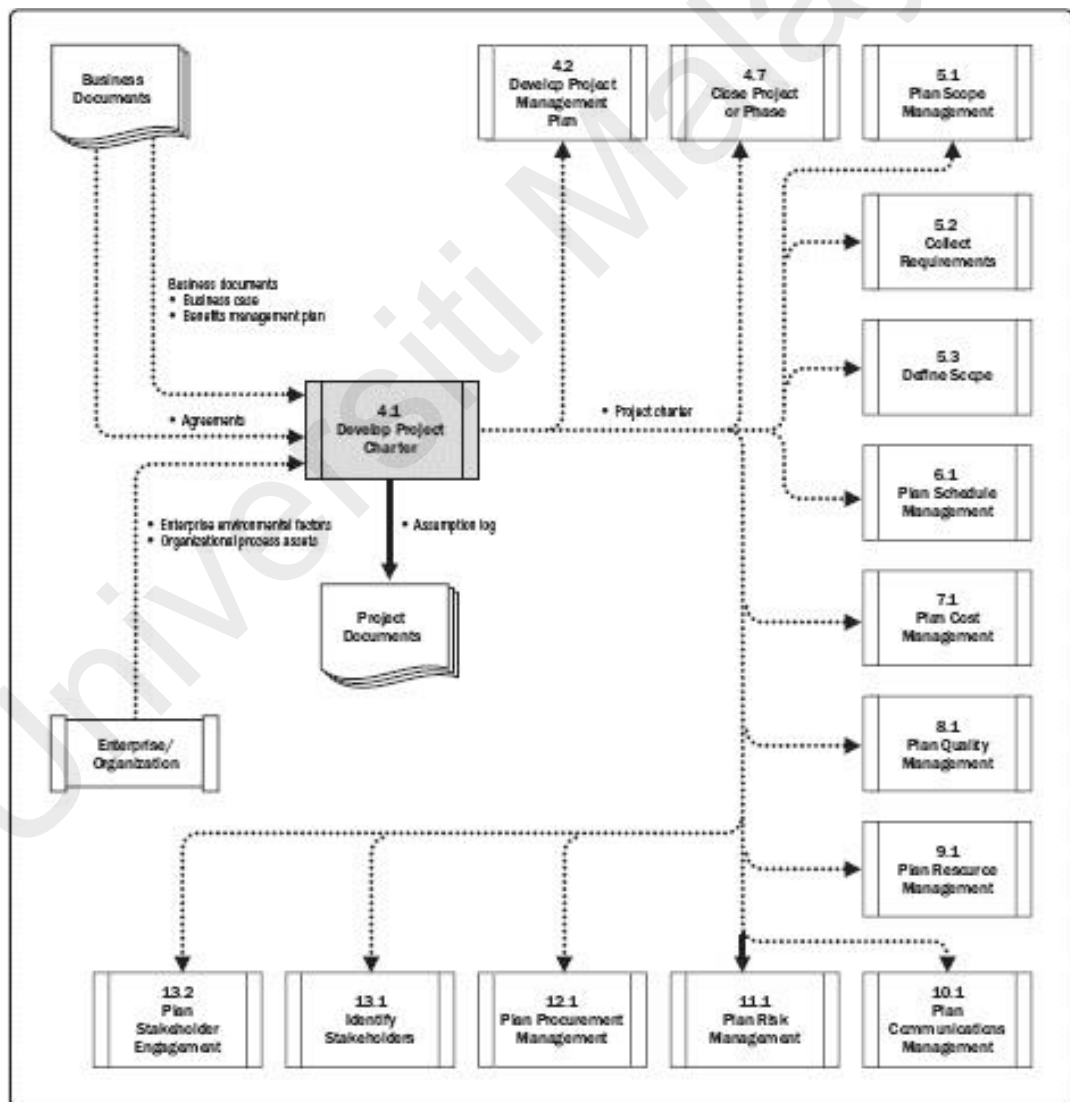 Business
Documents
4.2
Develop Project
Management
Plan
4.7
Close Project
or Phase
5.1
Plan Scope
Management
5.2
Collect
Requirements
Business documents
• Business case
• Benefits management plan
5.3
Define Scope
4.1
Develop Project
Charter
• Agreements
• Project charter
6.1
Plan Schedule
Management
• Enterprise environmental factors
• Organizational process assets
• Assumption log
Project
Documents
7.1
Plan Cost
Management
Enterprise/
Organization
8.1
Plan Quality
Management
9.1
Plan Resource
Management
13.2
Plan
Stakeholder
Engagement
13.1
Identify
Stakeholders
12.1
Plan Procurement
Management
11.1
Plan Risk
Management
10.1
Plan
Communications
Management
Universiti Malay